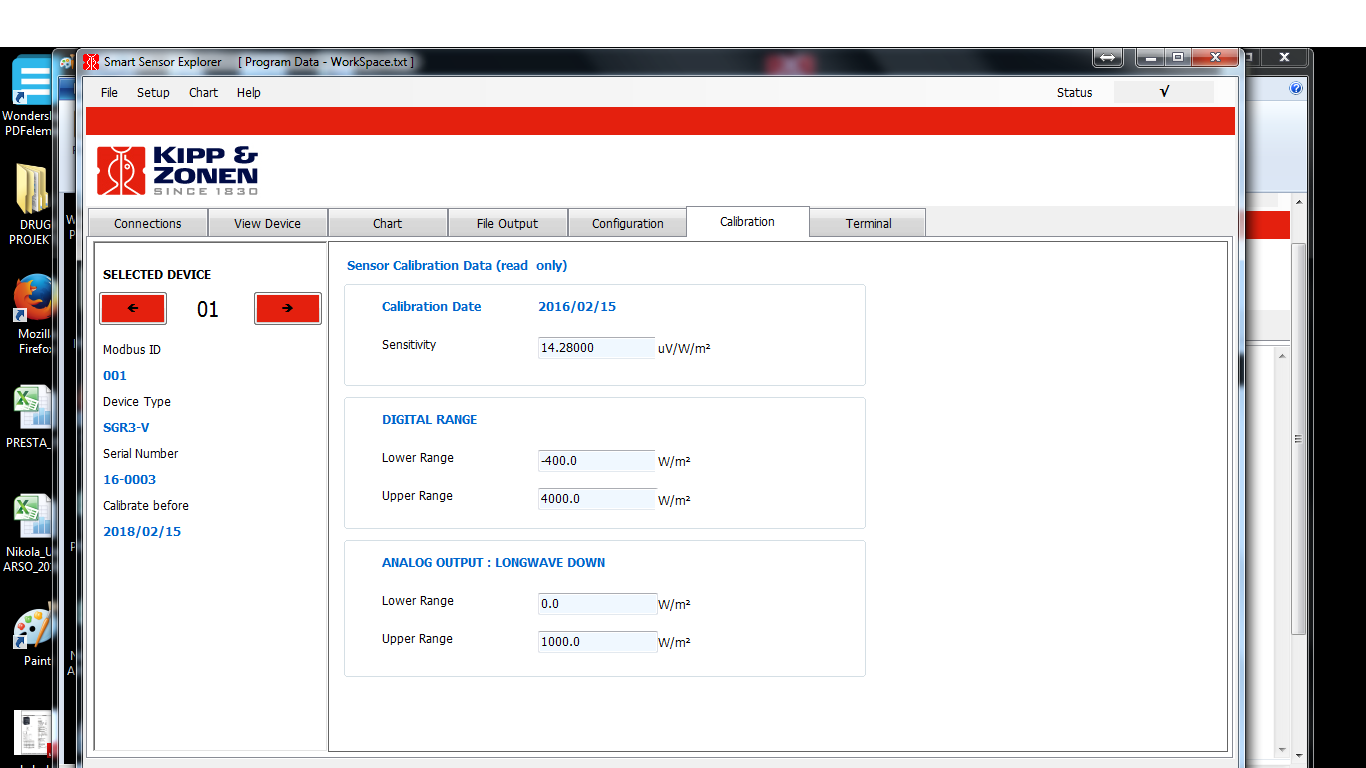 Smart Sensor Explorer [ Program Data - WorkSpace.txt ]
File Setup Chart Help Status √
KIPP &
ZONEN
SINCE 1830
Connections View Device Chart File Output Configuration Calibration Terminal
SELECTED DEVICE
← 01 →
Modbus ID
001
Device Type
SGR3-V
Serial Number
16-0003
Calibrate before
2018/02/15
Sensor Calibration Data (read only)
Calibration Date 2016/02/15
Sensitivity 14.28000 uV/W/m²
DIGITAL RANGE
Lower Range -400.0 W/m²
Upper Range 4000.0 W/m²
ANALOG OUTPUT : LONGWAVE DOWN
Lower Range 0.0 W/m²
Upper Range 1000.0 W/m²
Wonders
PDFelem
DRUG
PROJEK
Mozill
Firefo
PRESTA_
Nikola_U
ARSO_20
Paint